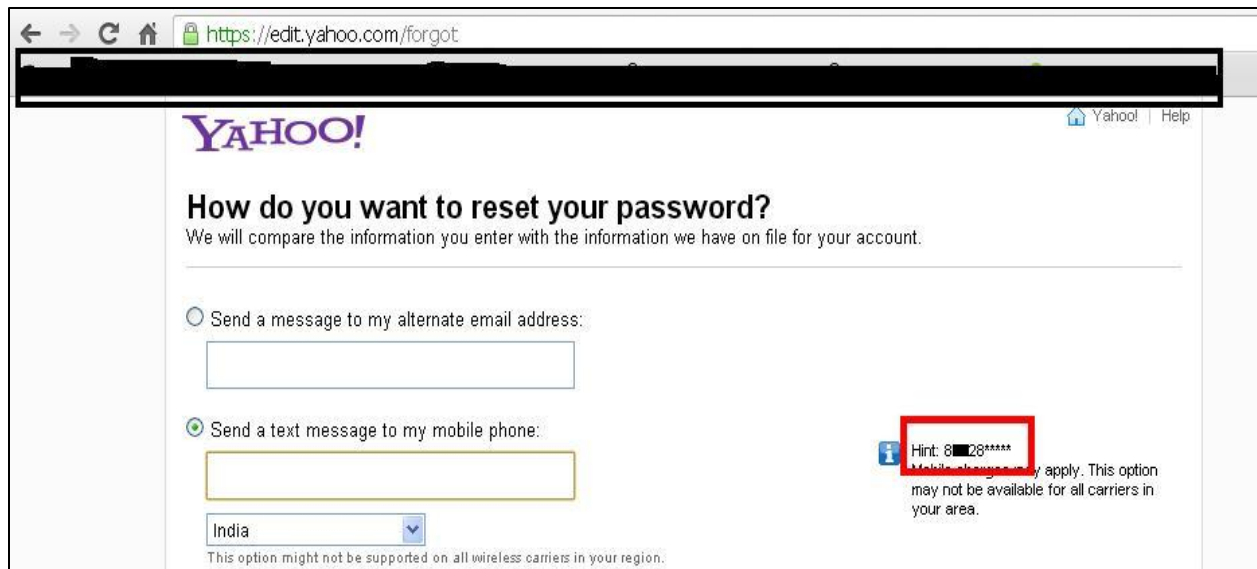 https://edit.yahoo.com/forgot
YAHOO!
Yahoo! | Help
How do you want to reset your password?
We will compare the information you enter with the information we have on file for your account.
Send a message to my alternate email address:
Send a text message to my mobile phone:
Hint: 8 28*****
Mobile charges may apply. This option
may not be available for all carriers in
your area.
India
This option might not be supported on all wireless carriers in your region.